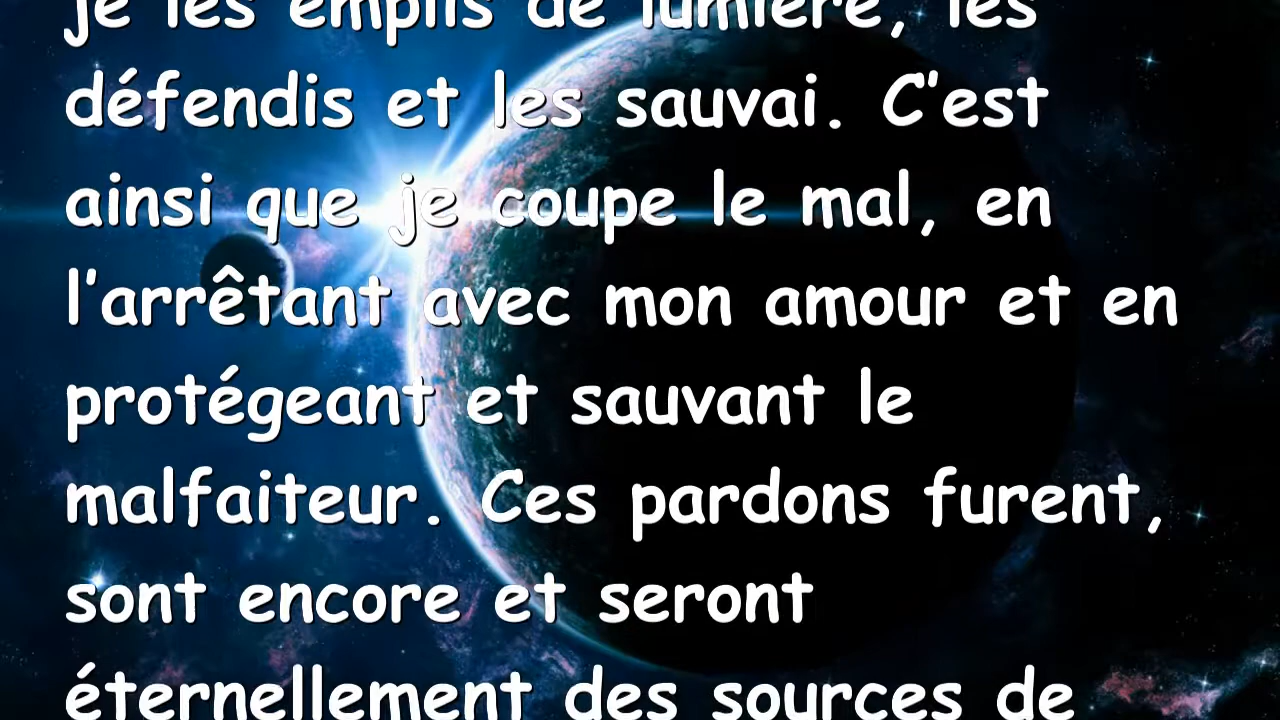 je les emplis de lumière, les
défendis et les sauvai. C'est
ainsi que je coupe le mal, en
l'arrêtant avec mon amour et en
protégeant et sauvant le
malfaiteur. Ces pardons furent,
sont encore et seront
éternellement des sources de